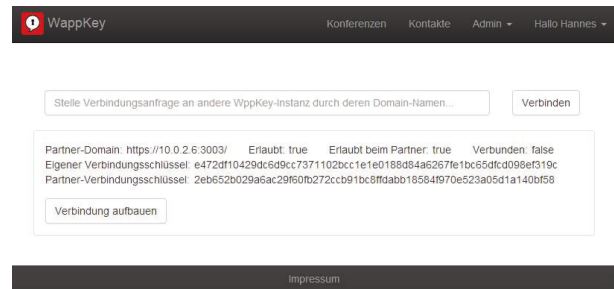 WappKey Konferenzen Kontakte Admin Hallo Hannes
Stelle Verbindungsanfrage an andere WppKey-Instanz durch deren Domain-Namen... Verbinden
Partner-Domain: https://10.0.2.6:3003/ Erlaubt: true Erlaubt beim Partner: true Verbunden: false
Eigener Verbindungsschlüssel: e472df10429dc6d9cc7371102bcc1e1e0188d84a6267fe1bc65dfcd098ef319c
Partner-Verbindungsschlüssel: 2eb652b029a6ac29f60fb272ccb91bc8ffdabb18584f970e523a05d1a140bf58
Verbindung aufbauen
Impressum